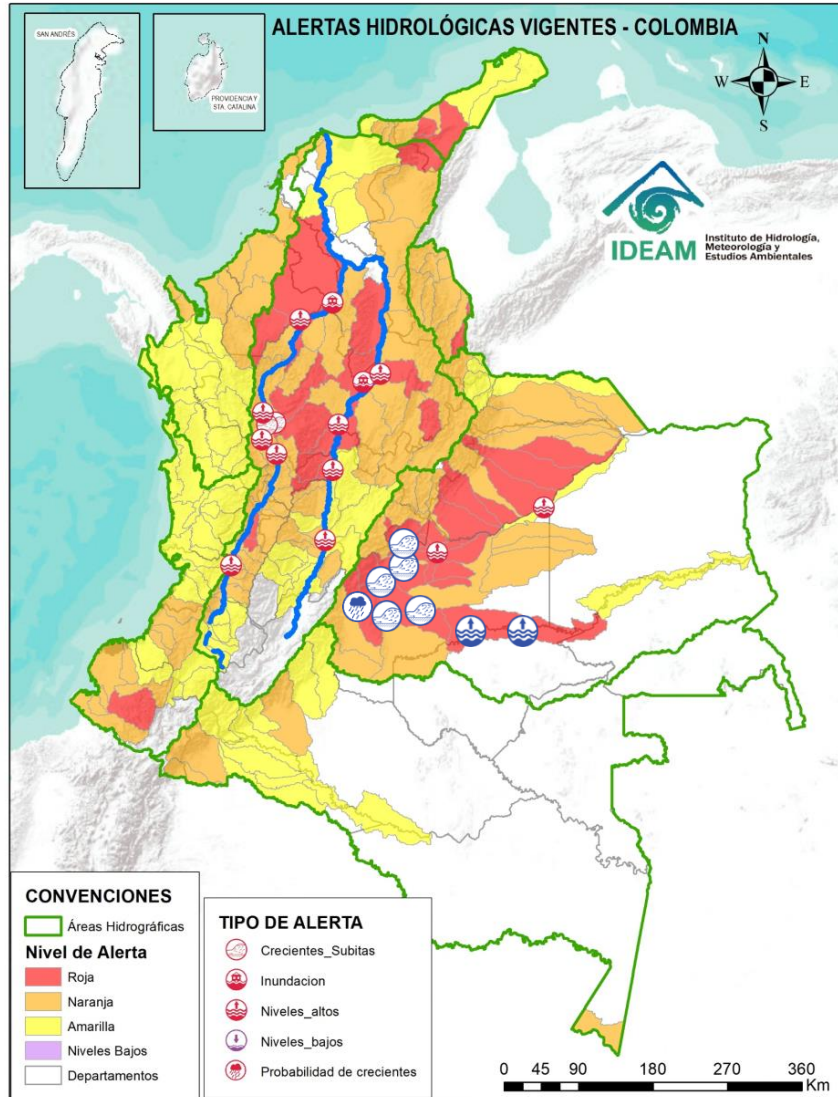 ALERTAS HIDROLÓGICAS VIGENTES - COLOMBIA
SAN ANDRÉS
PROVIDENCIA Y
STA. CATALINA
N
W
E
S
IDEAM
Instituto de Hidrología,
Meteorología y
Estudios Ambientales
CONVENCIONES
Áreas Hidrográficas
Nivel de Alerta
Roja
Naranja
Amarilla
Niveles Bajos
Departamentos
TIPO DE ALERTA
Crecientes_Subitas
Inundacion
Niveles_altos
Niveles_bajos
Probabilidad de crecientes
0 45 90 180 270 360
Km